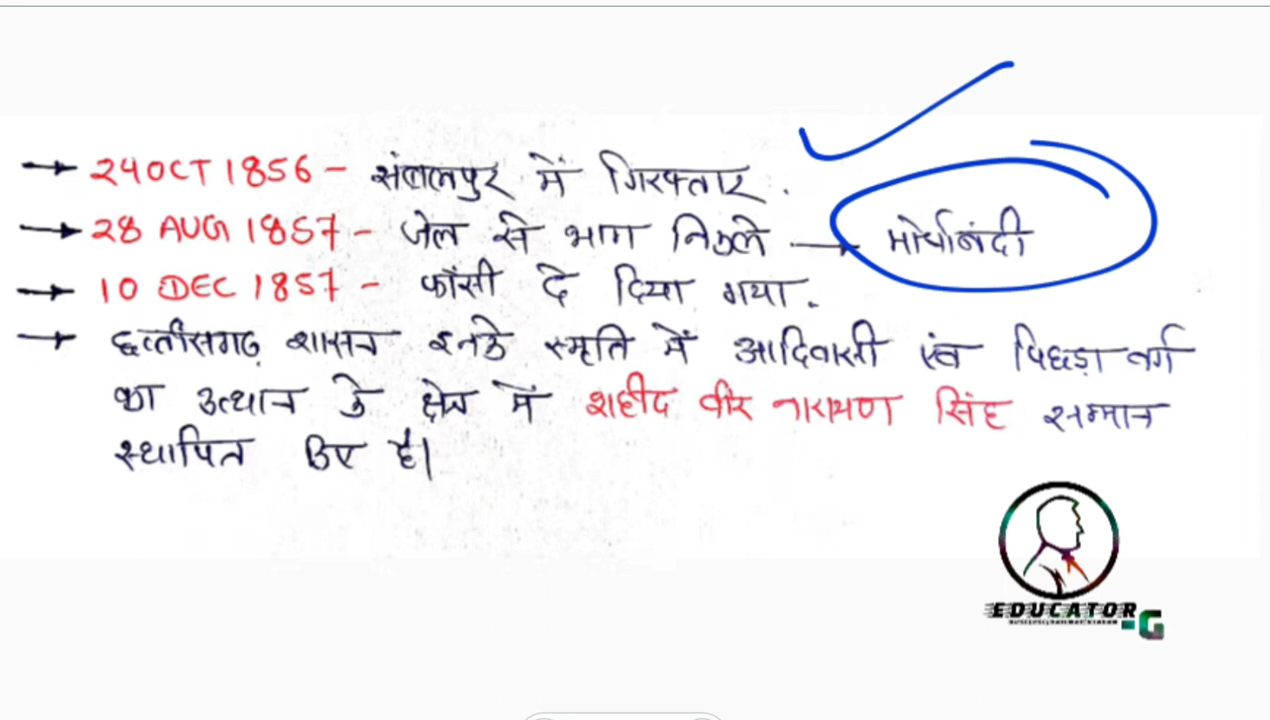 → 24 OCT 1856 - संबलपुर में गिरफ्तार.
→ 28 AUG 1857 - जेल से भाग निकले → मोर्चाबंदी
→ 10 DEC 1857 - फाँसी दे दिया गया.
→ छत्तीसगढ़ शासन इनके स्मृति में आदिवासी एंव पिछड़ा वर्ग
का उत्थान के क्षेत्र में शहीद वीर नारायण सिंह सम्मान
स्थापित किए है।
EDUCATOR
-G